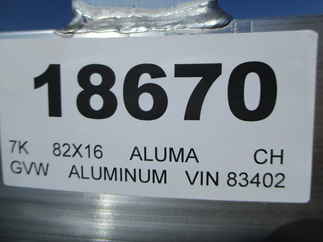 18670
7K 82X16 ALUMA CH
GVW ALUMINUM VIN 83402